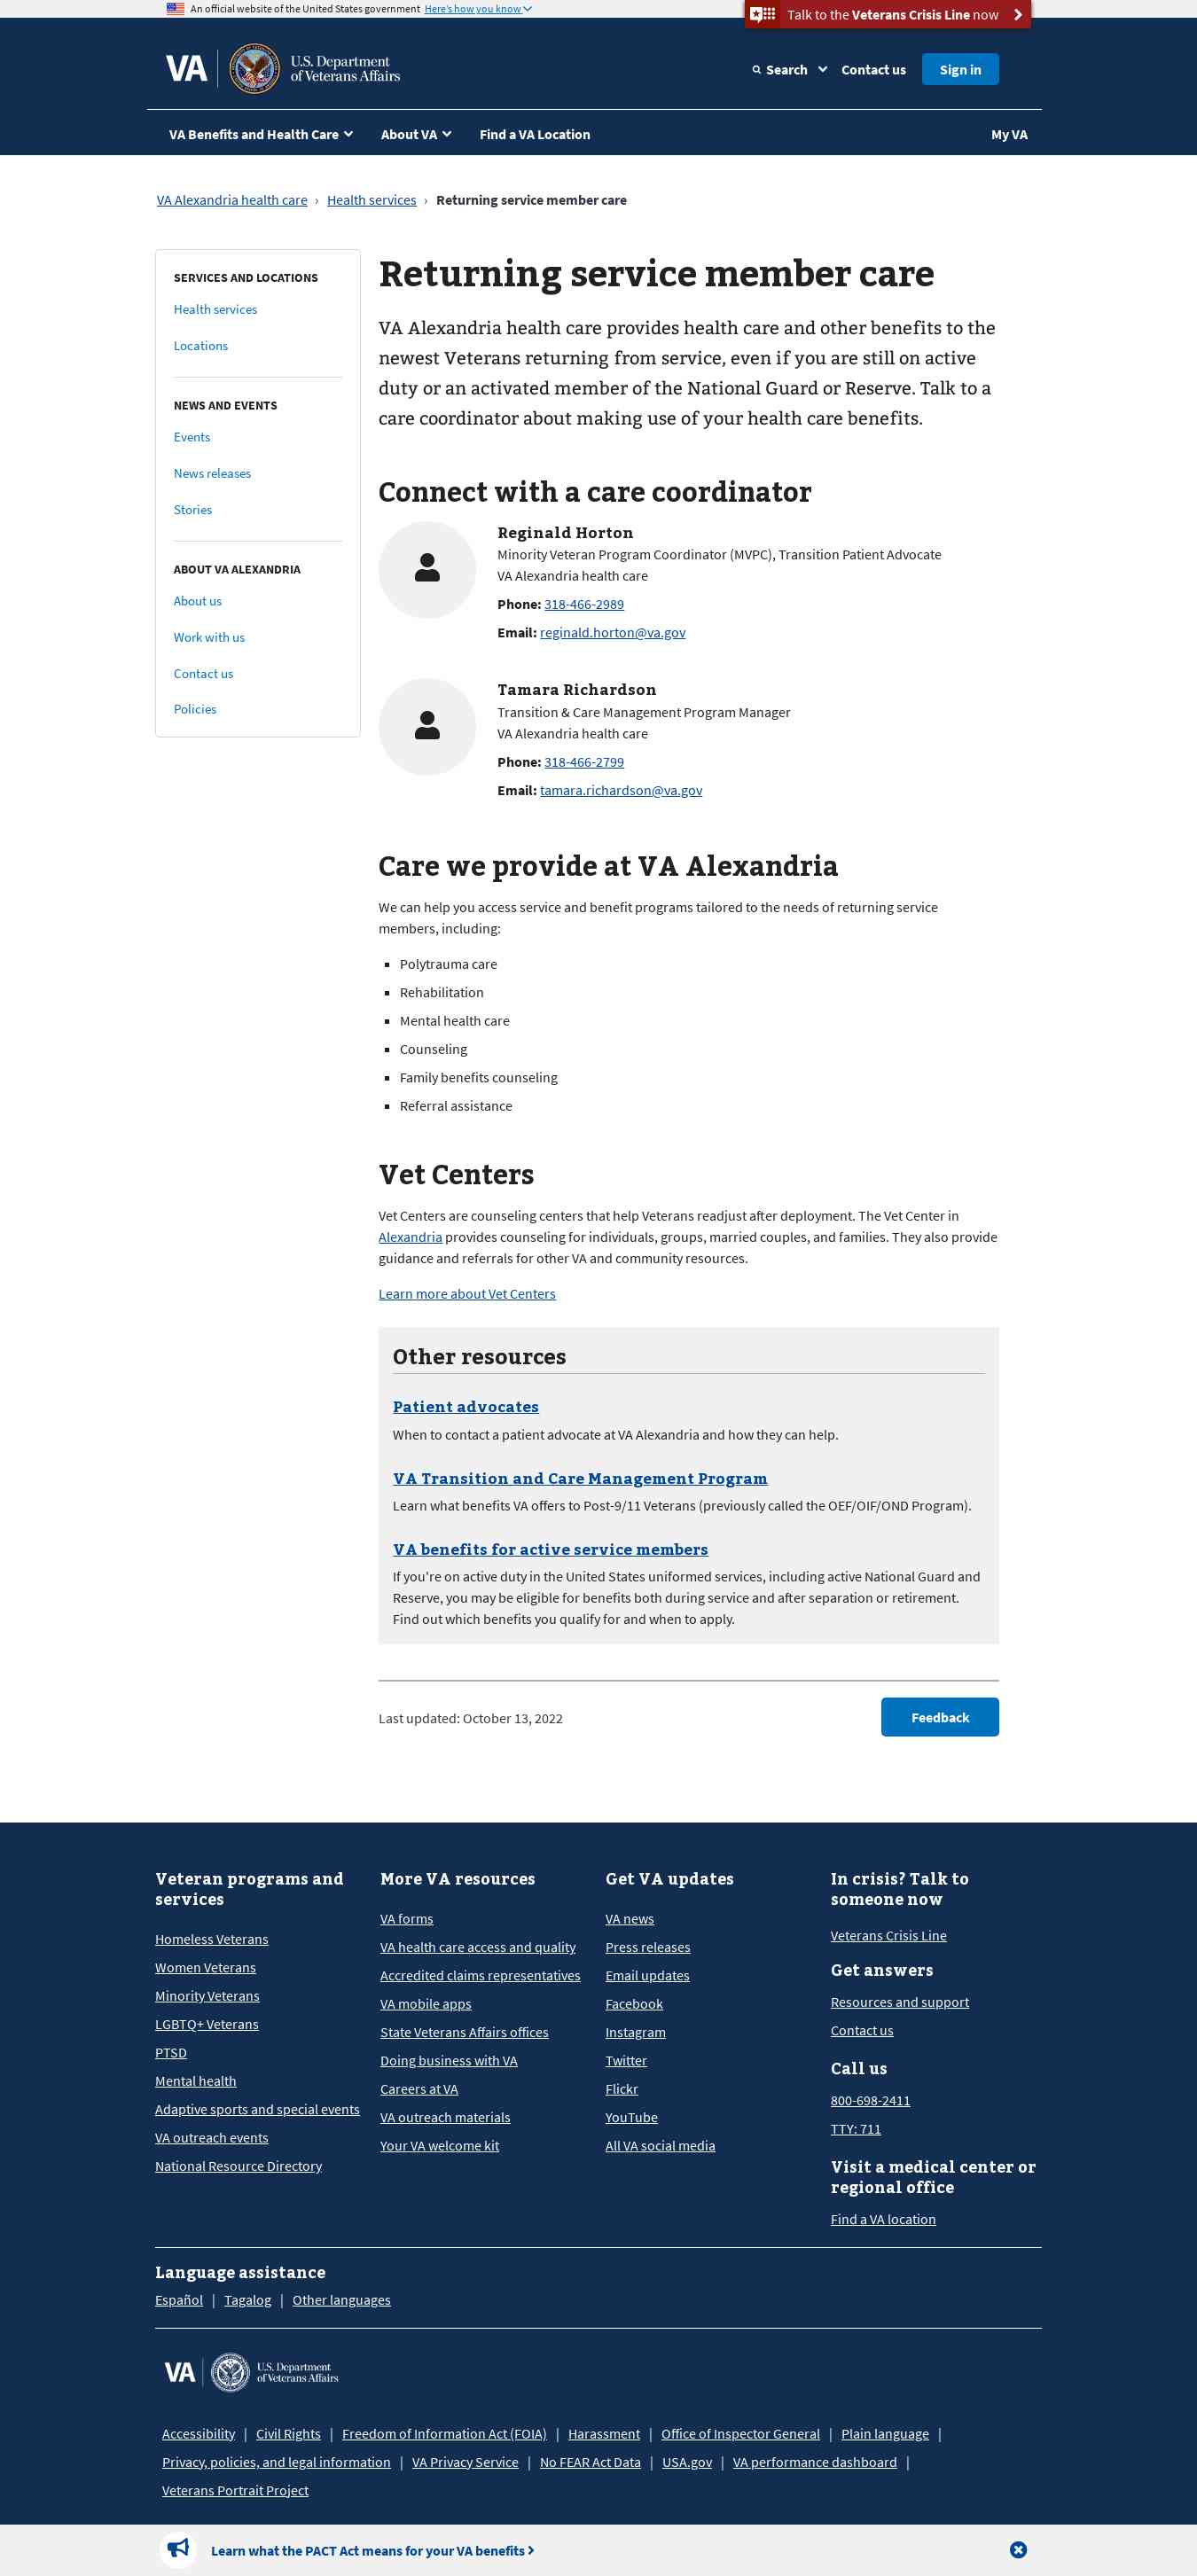 An official website of the United States government Here's how you know
Talk to the Veterans Crisis Line now
VA
U.S. Department
of Veterans Affairs
Search
Contact us
Sign in
VA Benefits and Health Care
About VA
Find a VA Location
My VA
VA Alexandria health care › Health services › Returning service member care
SERVICES AND LOCATIONS
Health services
Locations
NEWS AND EVENTS
Events
News releases
Stories
ABOUT VA ALEXANDRIA
About us
Work with us
Contact us
Policies
Returning service member care
VA Alexandria health care provides health care and other benefits to the
newest Veterans returning from service, even if you are still on active
duty or an activated member of the National Guard or Reserve. Talk to a
care coordinator about making use of your health care benefits.
Connect with a care coordinator
Reginald Horton
Minority Veteran Program Coordinator (MVPC), Transition Patient Advocate
VA Alexandria health care
Phone: 318-466-2989
Email: reginald.horton@va.gov
Tamara Richardson
Transition & Care Management Program Manager
VA Alexandria health care
Phone: 318-466-2799
Email: tamara.richardson@va.gov
Care we provide at VA Alexandria
We can help you access service and benefit programs tailored to the needs of returning service
members, including:
Polytrauma care
Rehabilitation
Mental health care
Counseling
Family benefits counseling
Referral assistance
Vet Centers
Vet Centers are counseling centers that help Veterans readjust after deployment. The Vet Center in
Alexandria provides counseling for individuals, groups, married couples, and families. They also provide
guidance and referrals for other VA and community resources.
Learn more about Vet Centers
Other resources
Patient advocates
When to contact a patient advocate at VA Alexandria and how they can help.
VA Transition and Care Management Program
Learn what benefits VA offers to Post-9/11 Veterans (previously called the OEF/OIF/OND Program).
VA benefits for active service members
If you're on active duty in the United States uniformed services, including active National Guard and
Reserve, you may be eligible for benefits both during service and after separation or retirement.
Find out which benefits you qualify for and when to apply.
Last updated: October 13, 2022
Feedback
Veteran programs and
services
Homeless Veterans
Women Veterans
Minority Veterans
LGBTQ+ Veterans
PTSD
Mental health
Adaptive sports and special events
VA outreach events
National Resource Directory
More VA resources
VA forms
VA health care access and quality
Accredited claims representatives
VA mobile apps
State Veterans Affairs offices
Doing business with VA
Careers at VA
VA outreach materials
Your VA welcome kit
Get VA updates
VA news
Press releases
Email updates
Facebook
Instagram
Twitter
Flickr
YouTube
All VA social media
In crisis? Talk to
someone now
Veterans Crisis Line
Get answers
Resources and support
Contact us
Call us
800-698-2411
TTY: 711
Visit a medical center or
regional office
Find a VA location
Language assistance
Español | Tagalog | Other languages
VA
U.S. Department
of Veterans Affairs
Accessibility | Civil Rights | Freedom of Information Act (FOIA) | Harassment | Office of Inspector General | Plain language |
Privacy, policies, and legal information | VA Privacy Service | No FEAR Act Data | USA.gov | VA performance dashboard |
Veterans Portrait Project
Learn what the PACT Act means for your VA benefits